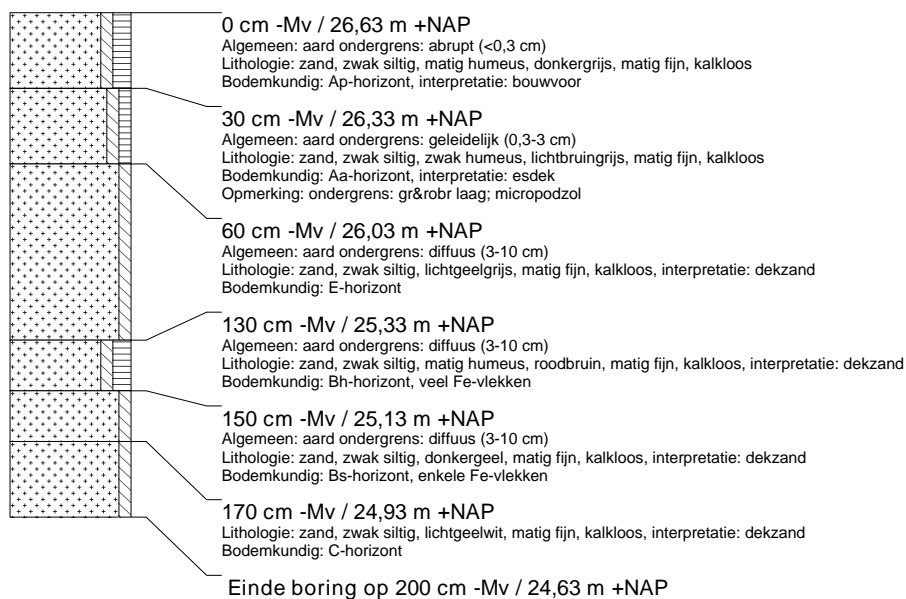 0 cm -Mv / 26,63 m +NAP
Algemeen: aard ondergrens: abrupt (<0,3 cm)
Lithologie: zand, zwak siltig, matig humeus, donkergrijs, matig fijn, kalkloos
Bodemkundig: Ap-horizont, interpretatie: bouwvoor
30 cm -Mv / 26,33 m +NAP
Algemeen: aard ondergrens: geleidelijk (0,3-3 cm)
Lithologie: zand, zwak siltig, zwak humeus, lichtbruingrijs, matig fijn, kalkloos
Bodemkundig: Aa-horizont, interpretatie: esdek
Opmerking: ondergrens: gr&robr laag; micropodzol
60 cm -Mv / 26,03 m +NAP
Algemeen: aard ondergrens: diffuus (3-10 cm)
Lithologie: zand, zwak siltig, lichtgeelgrijs, matig fijn, kalkloos, interpretatie: dekzand
Bodemkundig: E-horizont
130 cm -Mv / 25,33 m +NAP
Algemeen: aard ondergrens: diffuus (3-10 cm)
Lithologie: zand, zwak siltig, matig humeus, roodbruin, matig fijn, kalkloos, interpretatie: dekzand
Bodemkundig: Bh-horizont, veel Fe-vlekken
150 cm -Mv / 25,13 m +NAP
Algemeen: aard ondergrens: diffuus (3-10 cm)
Lithologie: zand, zwak siltig, donkergeel, matig fijn, kalkloos, interpretatie: dekzand
Bodemkundig: Bs-horizont, enkele Fe-vlekken
170 cm -Mv / 24,93 m +NAP
Lithologie: zand, zwak siltig, lichtgeelwit, matig fijn, kalkloos, interpretatie: dekzand
Bodemkundig: C-horizont
Einde boring op 200 cm -Mv / 24,63 m +NAP